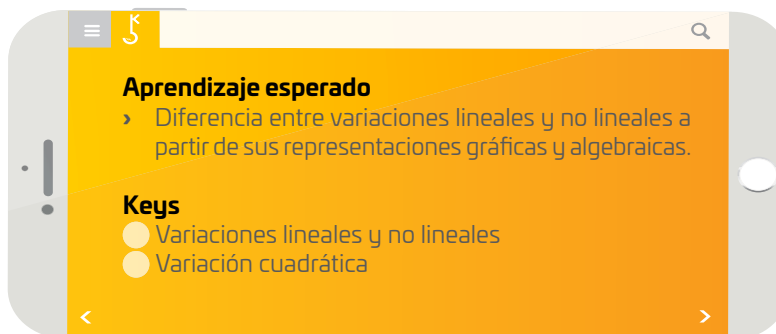 Aprendizaje esperado
› Diferencia entre variaciones lineales y no lineales a
partir de sus representaciones gráficas y algebraicas.
Keys
Variaciones lineales y no lineales
Variación cuadrática